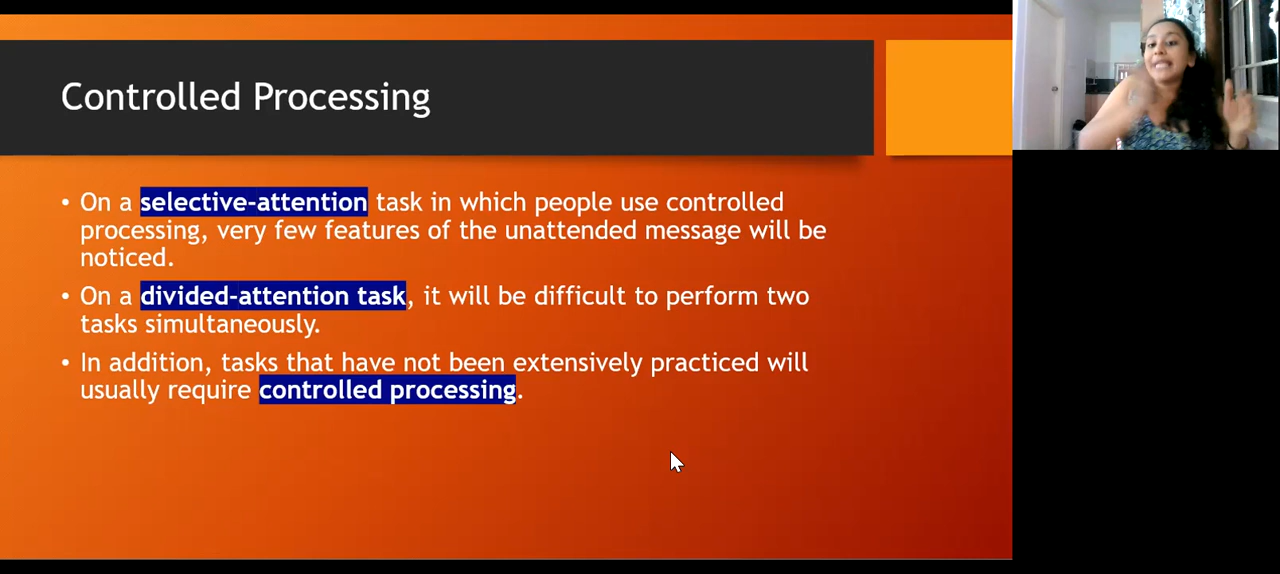 Controlled Processing
• On a selective-attention task in which people use controlled
processing, very few features of the unattended message will be
noticed.
• On a divided-attention task, it will be difficult to perform two
tasks simultaneously.
• In addition, tasks that have not been extensively practiced will
usually require controlled processing.